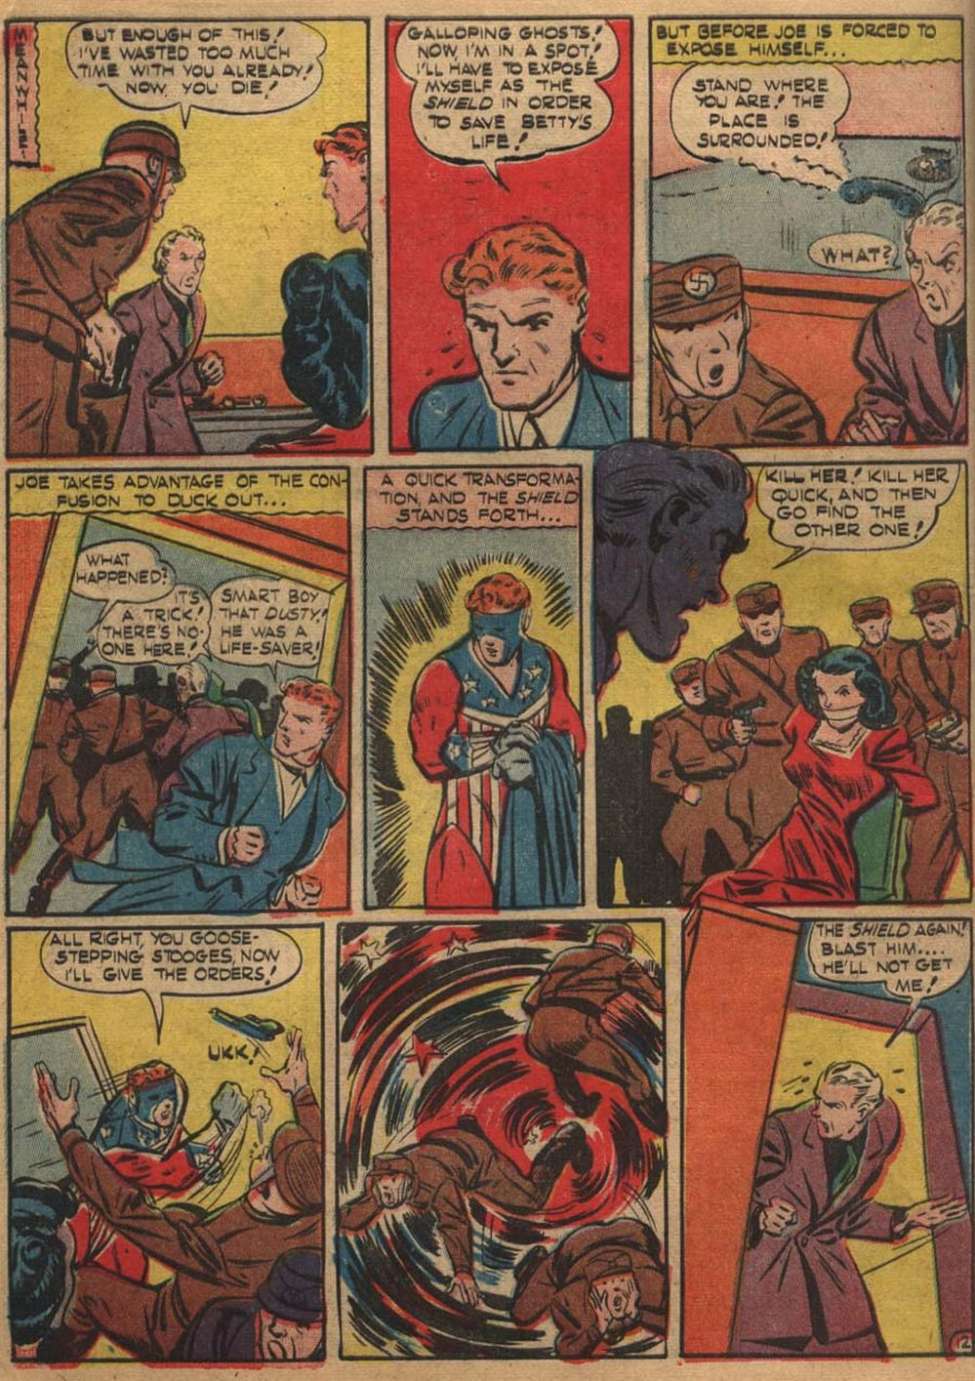 MEANWHILE!
BUT ENOUGH OF THIS!
I'VE WASTED TOO MUCH
TIME WITH YOU ALREADY!
NOW, YOU DIE!
GALLOPING GHOSTS!
NOW I'M IN A SPOT!
I'LL HAVE TO EXPOSE
MYSELF AS THE
SHIELD IN ORDER
TO SAVE BETTY'S
LIFE!
BUT BEFORE JOE IS FORCED TO
EXPOSE HIMSELF...
STAND WHERE
YOU ARE! THE
PLACE IS
SURROUNDED!
WHAT?
JOE TAKES ADVANTAGE OF THE CON-
FUSION TO DUCK OUT...
WHAT
HAPPENED?
IT'S
A TRICK!
THERE'S NO-
ONE HERE!
SMART BOY
THAT DUSTY!
HE WAS A
LIFE-SAVER!
A QUICK TRANSFORMA-
TION, AND THE SHIELD
STANDS FORTH...
KILL HER! KILL HER
QUICK, AND THEN
GO FIND THE
OTHER ONE!
ALL RIGHT, YOU GOOSE-
STEPPING STOOGES, NOW
I'LL GIVE THE ORDERS!
UKK!
THE SHIELD AGAIN!
BLAST HIM....
HE'LL NOT GET
ME!
12